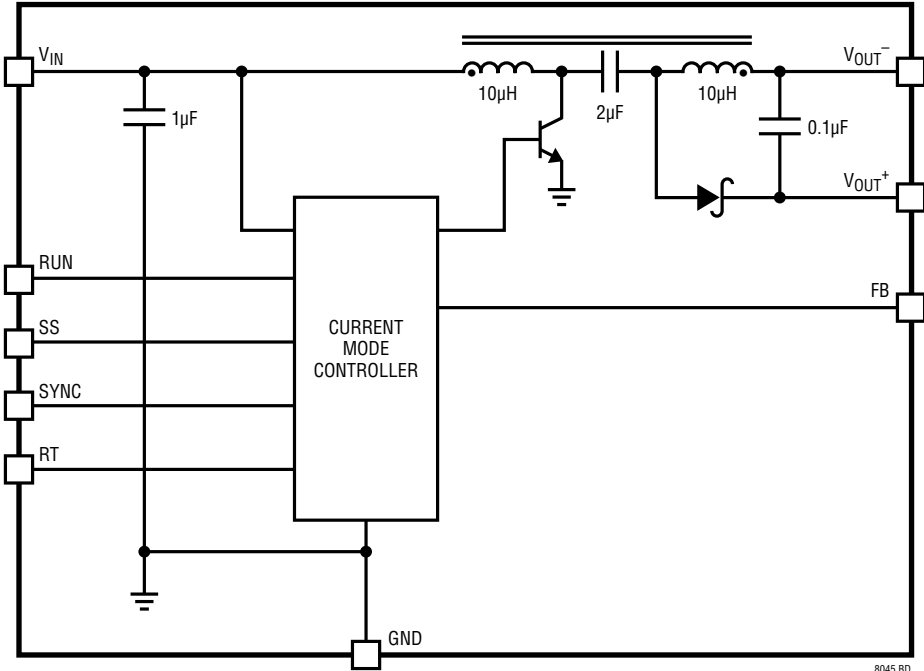 VIN
VOUT–
10µH
2µF
10µH
1µF
0.1µF
VOUT+
RUN
FB
SS
CURRENT
MODE
CONTROLLER
SYNC
RT
GND
8045 BD